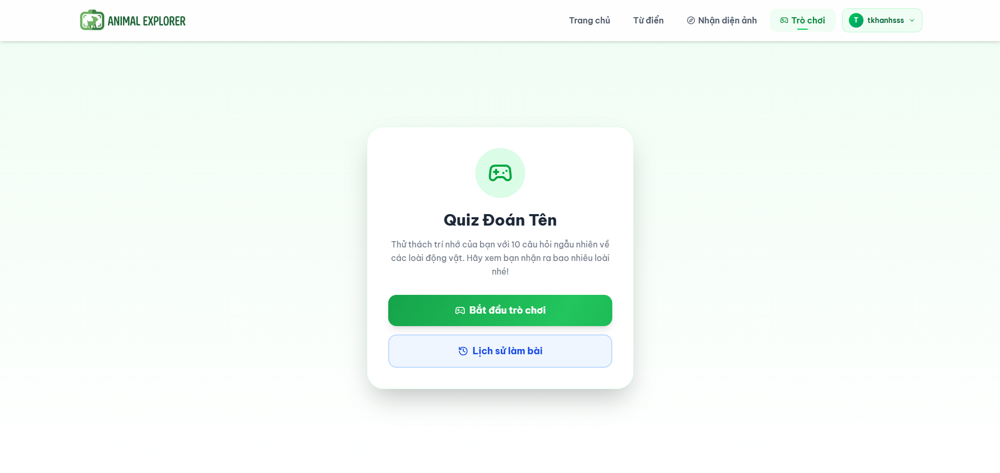 ANIMAL EXPLORER
Trang chủ
Từ điển
Nhận diện ảnh
Trò chơi
T
tkhanhsss
Quiz Đoán Tên
Thử thách trí nhớ của bạn với 10 câu hỏi ngẫu nhiên về
các loài động vật. Hãy xem bạn nhận ra bao nhiêu loài
nhé!
Bắt đầu trò chơi
Lịch sử làm bài